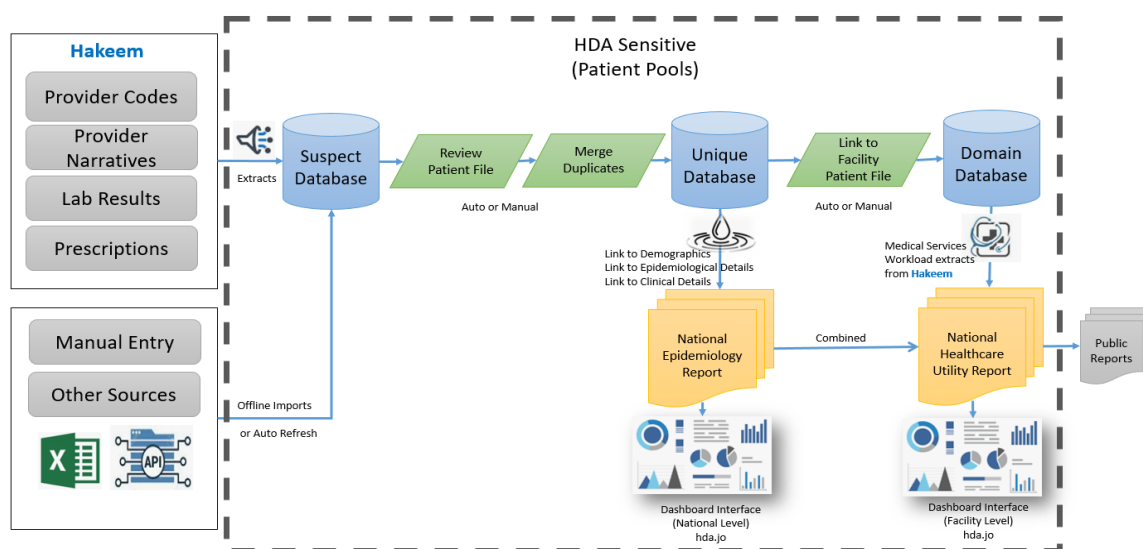 Hakeem
Provider Codes
Provider
Narratives
Lab Results
Prescriptions
Manual Entry
Other Sources
X
API
HDA Sensitive
(Patient Pools)
Extracts
Suspect
Database
Review
Patient File
Merge
Duplicates
Auto or Manual
Unique
Database
Link to
Facility
Patient File
Auto or Manual
Domain
Database
Offline Imports
or Auto Refresh
Link to Demographics
Link to Epidemiological Details
Link to Clinical Details
Medical Services
Workload extracts
from Hakeem
National
Epidemiology
Report
Combined
National
Healthcare
Utility Report
Public
Reports
Dashboard Interface
(National Level)
hda.jo
Dashboard Interface
(Facility Level)
hda.jo